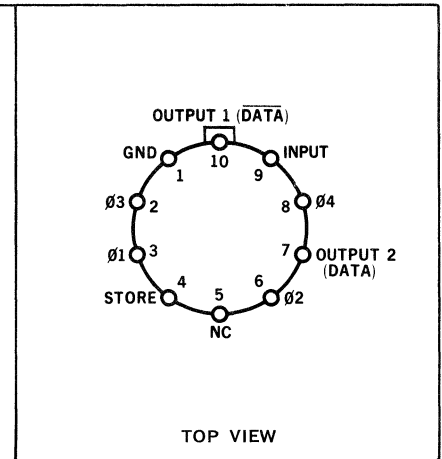 OUTPUT 1 (D̅A̅T̅A̅)
GND 10 INPUT
1 9
Ø3 2 8 Ø4
Ø1 3 7 OUTPUT 2
(DATA)
STORE 4 5 6 Ø2
NC
TOP VIEW